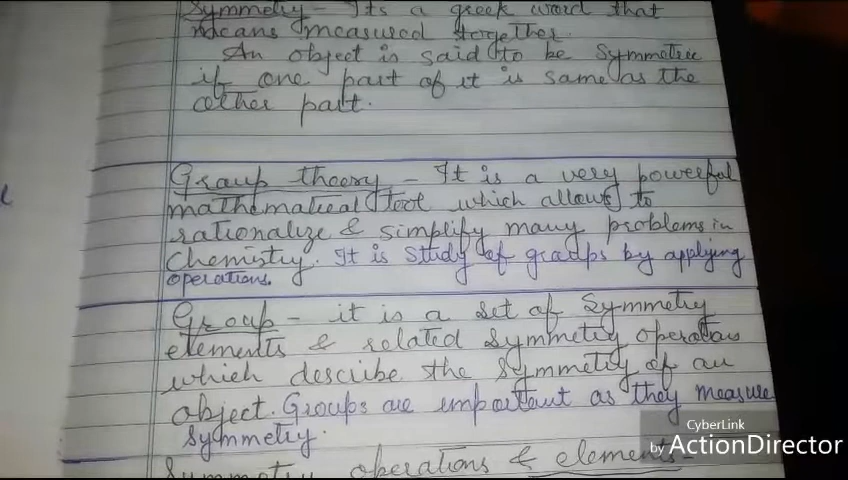 Symmetry - Its a greek word that
means measured together.
An object is said to be symmetric
if one part of it is same as the
other part.
Group theory - It is a very powerful
mathematical tool which allows to
rationalize & simplify many problems in
Chemistry. It is study of groups by applying
operations.
Group - it is a set of Symmetry
elements & related symmetry operations
which describe the symmetry of an
object. Groups are important as they measure
symmetry.
Symmetry operations & elements-
CyberLink
by ActionDirector